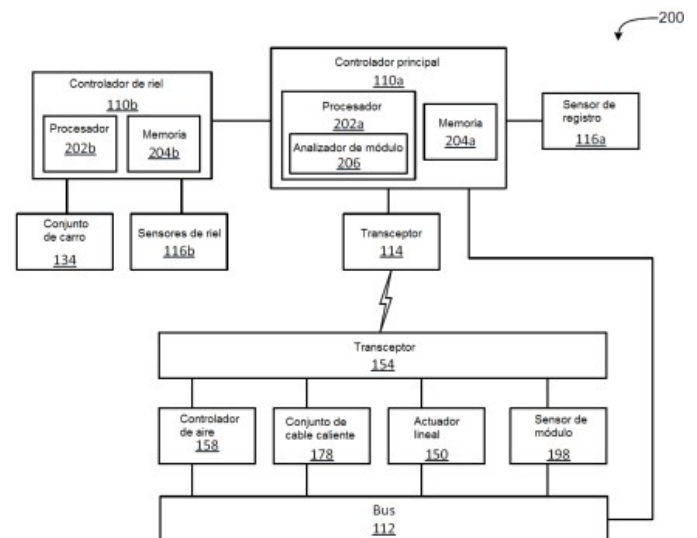 200
Controlador de riel
110b
Procesador
202b
Memoria
204b
Controlador principal
110a
Procesador
202a
Analizador de módulo
206
Memoria
204a
Sensor de
registro
116a
Conjunto
de carro
134
Sensores de riel
116b
Transceptor
114
Transceptor
154
Controlador
de aire
158
Conjunto de
cable caliente
178
Actuador
lineal
150
Sensor de
módulo
198
Bus
112